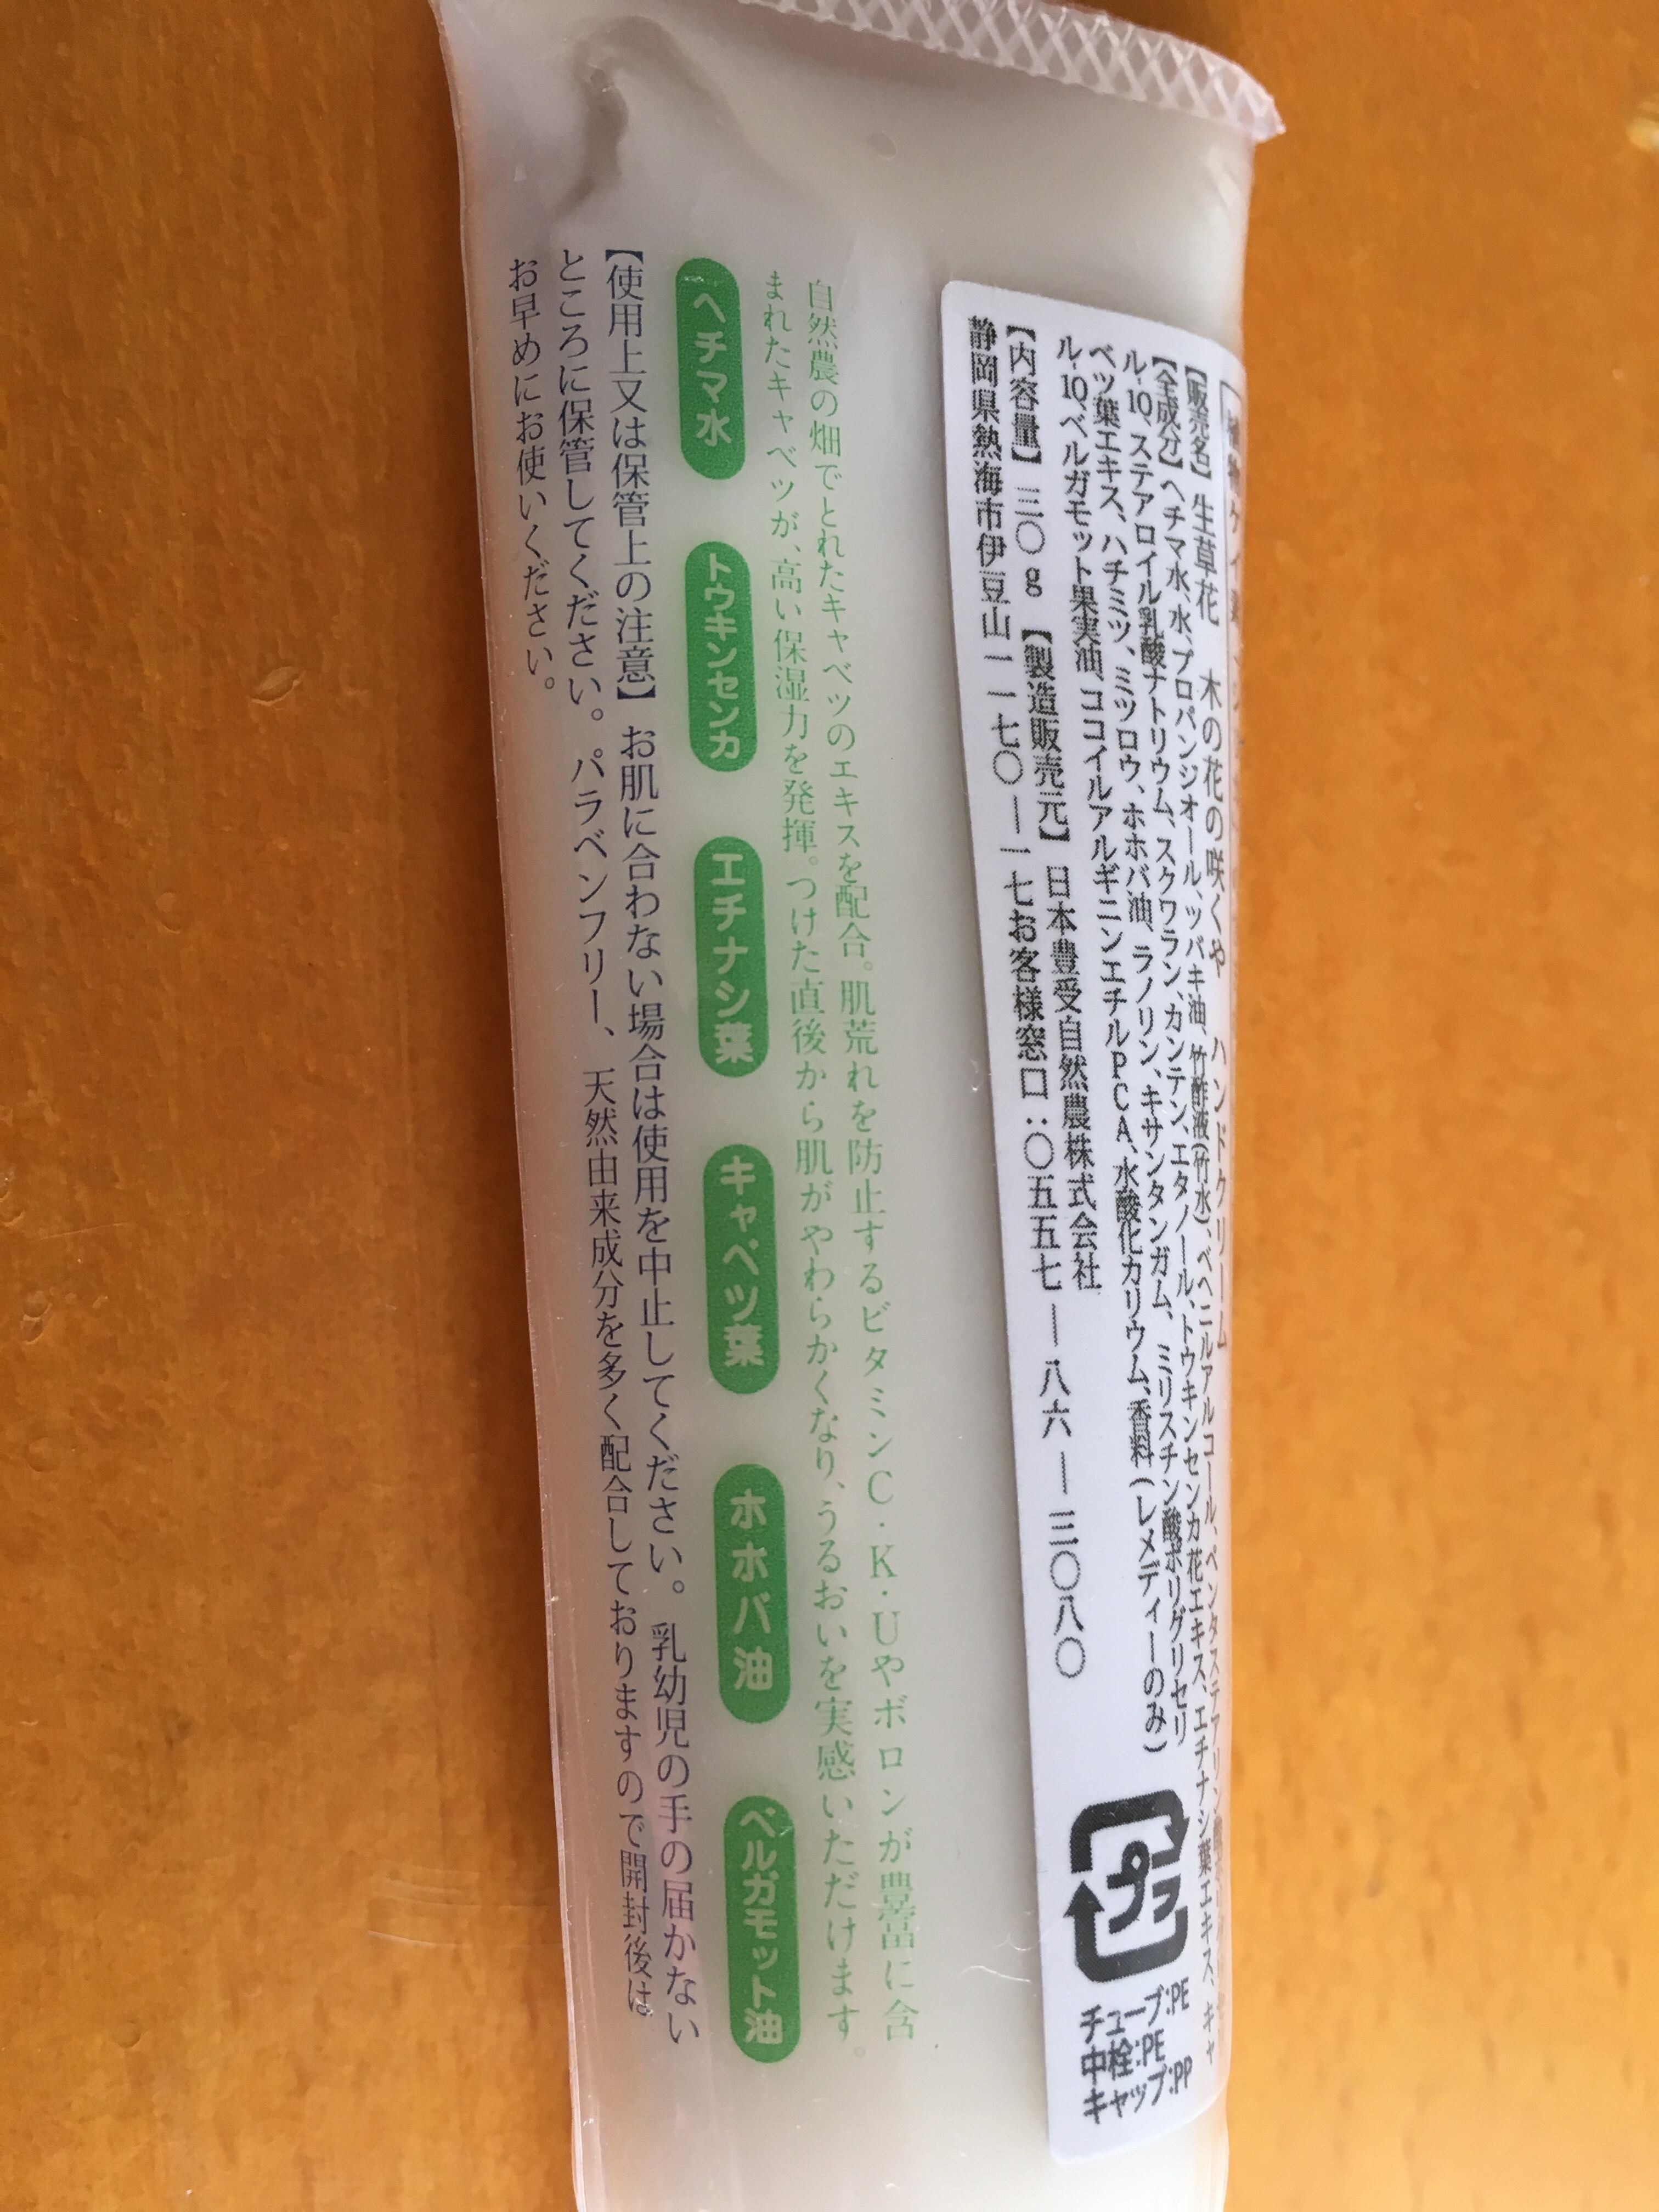 【販売名】生草花 木の花の咲くや ハンドクリーム
【全成分】ヘチマ水、水、プロパンジオール、ツバキ油、竹酢液(竹水)、ベヘニルアルコール、ペンタステアリン酸
ル-10、ステアロイル乳酸ナトリウム、スクワラン、カンテン、エタノール、トウキンセンカ花エキス、エチナシ葉エキス、キャ
ベツ葉エキス、ハチミツ、ミツロウ、ホホバ油、ラノリン、キサンタンガム、ミリスチン酸ポリグリセリ
ル-10、ベルガモット果実油、ココイルアルギニンエチルPCA、水酸化カリウム、香料(レメディーのみ)
【内容量】三〇g 【製造販売元】日本豊受自然農株式会社
静岡県熱海市伊豆山一一七〇―一七お客様窓口:〇五五七―八六―三〇八〇
プラ
チューブ:PE
中栓:PE
キャップ:PP
自然農の畑でとれたキャベツのエキスを配合。肌荒れを防止するビタミンC・K・Uやボロンが豊富に含
まれたキャベツが、高い保湿力を発揮。つけた直後から肌がやわらかくなり、うるおいを実感いただけます。
ヘチマ水
トウキンセンカ
エチナシ葉
キャベツ葉
ホホバ油
ベルガモット油
【使用上又は保管上の注意】お肌に合わない場合は使用を中止してください。乳幼児の手の届かない
ところに保管してください。パラベンフリー、天然由来成分を多く配合しておりますので開封後は
お早めにお使いください。